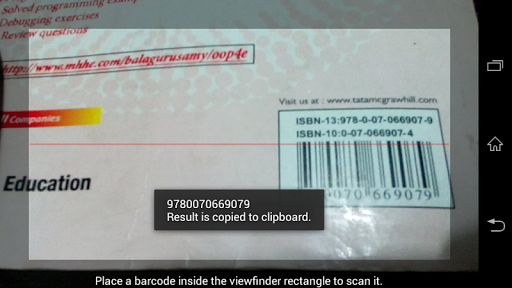 Solved programming
Debugging exercises
Review questions
http://www.mhhe.com/balagurusamy/oop4e
Visit us at : www.tatamcgrawhill.com
Companies
ISBN-13:978-0-07-066907-9
ISBN-10:0-07-066907-4
Education
070 669079
9780070669079
Result is copied to clipboard.
Place a barcode inside the viewfinder rectangle to scan it.